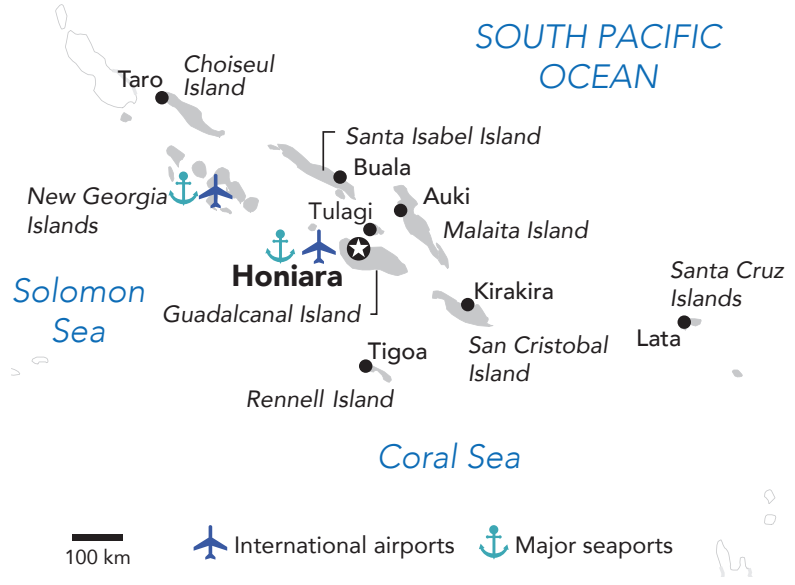 SOUTH PACIFIC
OCEAN
Taro
Choiseul
Island
Santa Isabel Island
Buala
New Georgia
Islands
Tulagi
Auki
Malaita Island
Honiara
Guadalcanal Island
Solomon
Sea
Kirakira
San Cristobal
Island
Santa Cruz
Islands
Lata
Tigoa
Rennell Island
Coral Sea
100 km
International airports
Major seaports